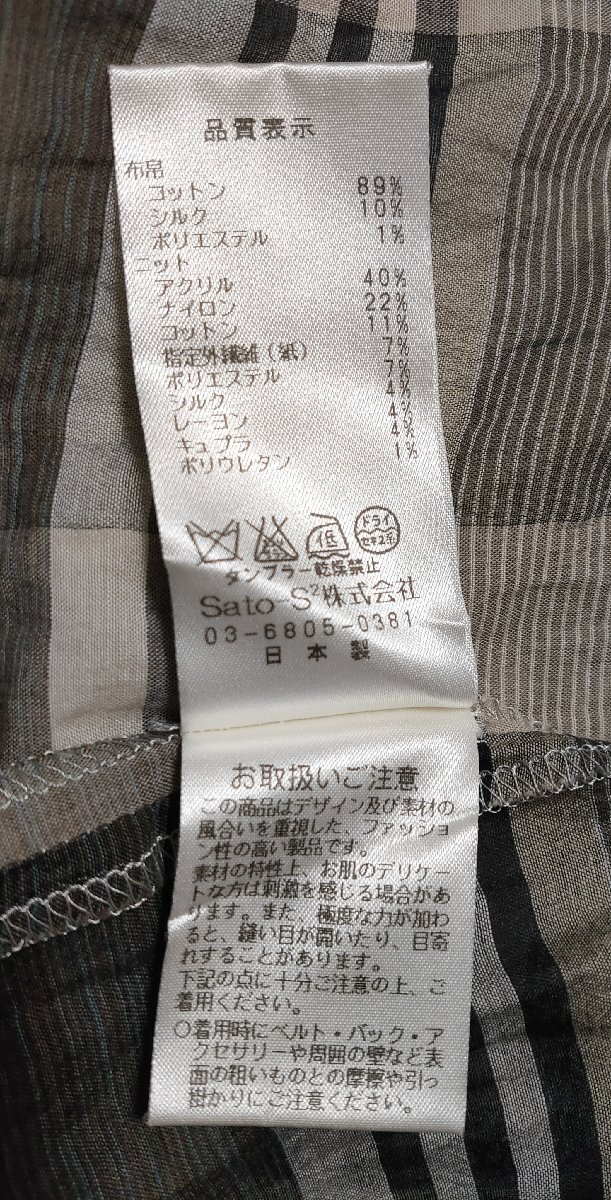 品質表示
布帛
コットン 89%
シルク 10%
ポリエステル 1%
ニット
アクリル 40%
ナイロン 22%
コットン 11%
指定外繊維(紙) 7%
ポリエステル 7%
シルク 4%
レーヨン 4%
キュプラ 4%
ポリウレタン 1%
低 ドライ セキユ系
タンブラー乾燥禁止
Sato-S²株式会社
03-6805-0381
日本製
お取扱いご注意
この商品はデザイン及び素材の
風合いを重視した、ファッショ
ン性の高い製品です。
素材の特性上、お肌のデリケー
トな方は刺激を感じる場合があ
ります。また、極度な力が加わ
ると、縫い目が開いたり、目寄
れすることがあります。
下記の点に十分ご注意の上、ご
着用ください。
○着用時にベルト・バック・ア
クセサリーや周囲の壁など表
面の粗いものとの摩擦や引っ
掛かりにご注意ください。